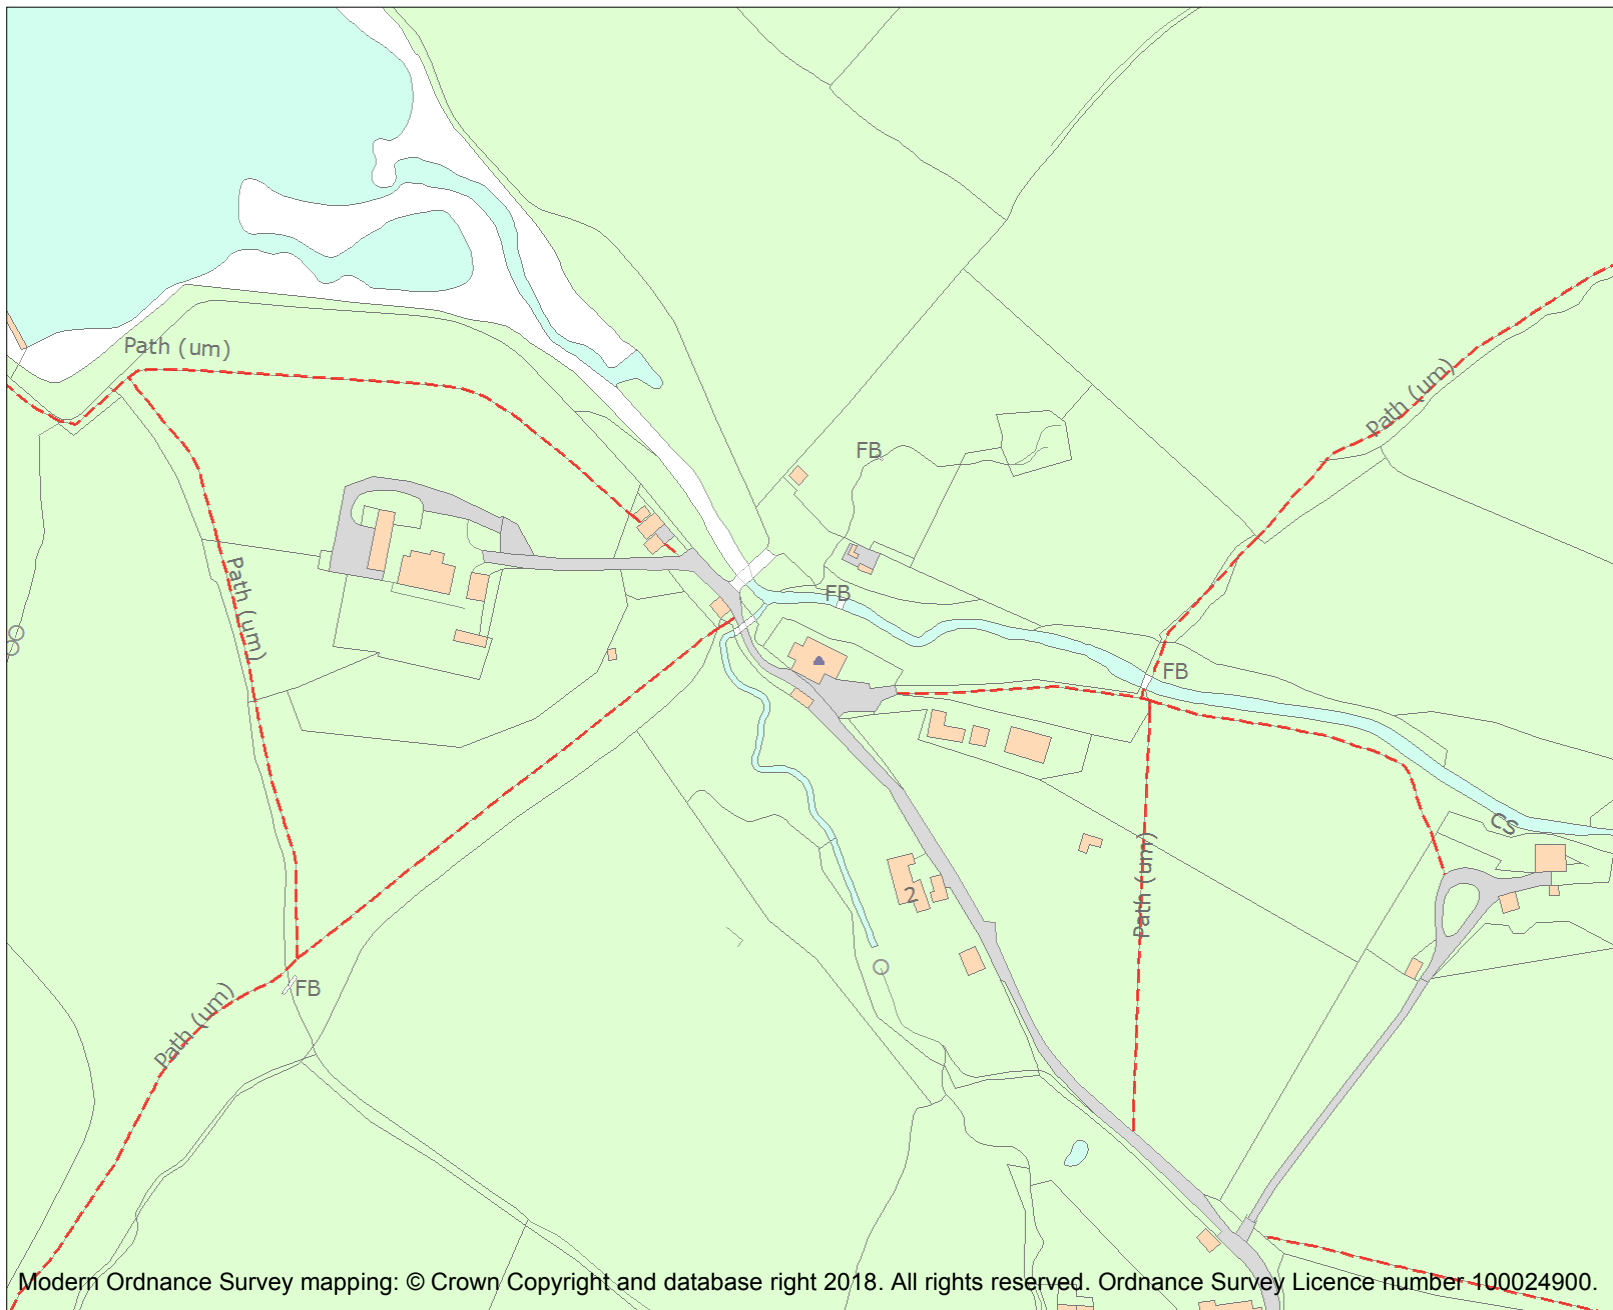 Path (um)
FB
Path (um)
Path (um)
FB
FB
CS
Path (um)
2
FB
Path (um)
Modern Ordnance Survey mapping: © Crown Copyright and database right 2018. All rights reserved. Ordnance Survey Licence number 100024900.